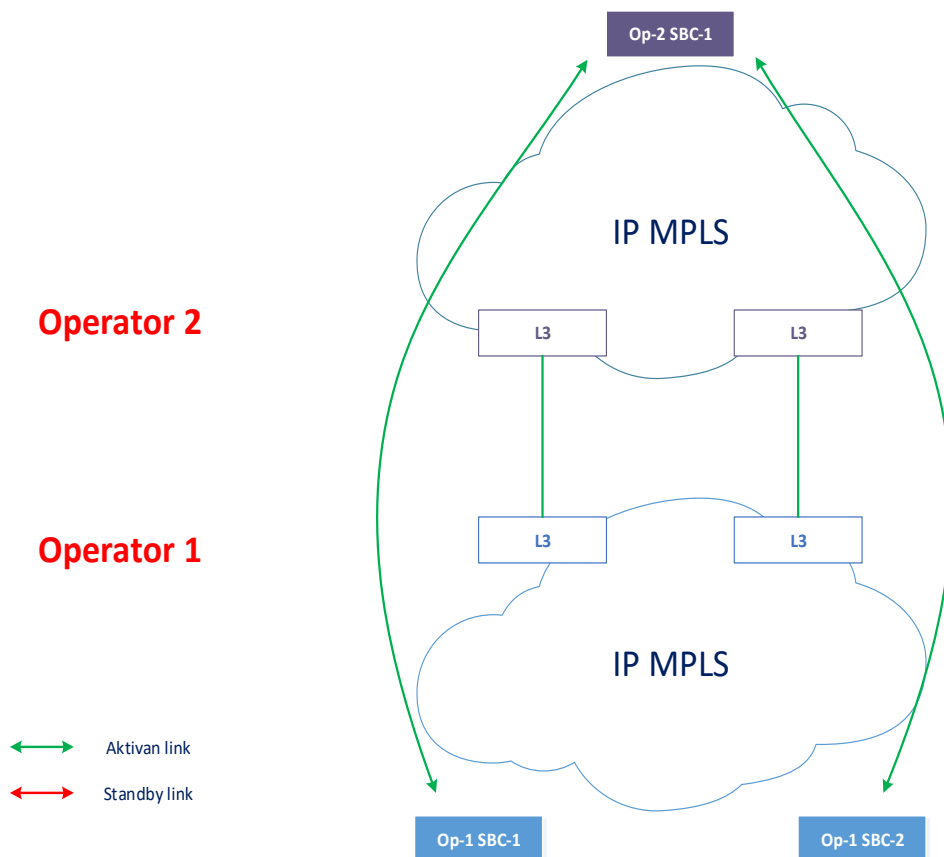 Op-2 SBC-1
IP MPLS
Operator 2
L3
L3
Operator 1
L3
L3
IP MPLS
Aktivan link
Standby link
Op-1 SBC-1
Op-1 SBC-2